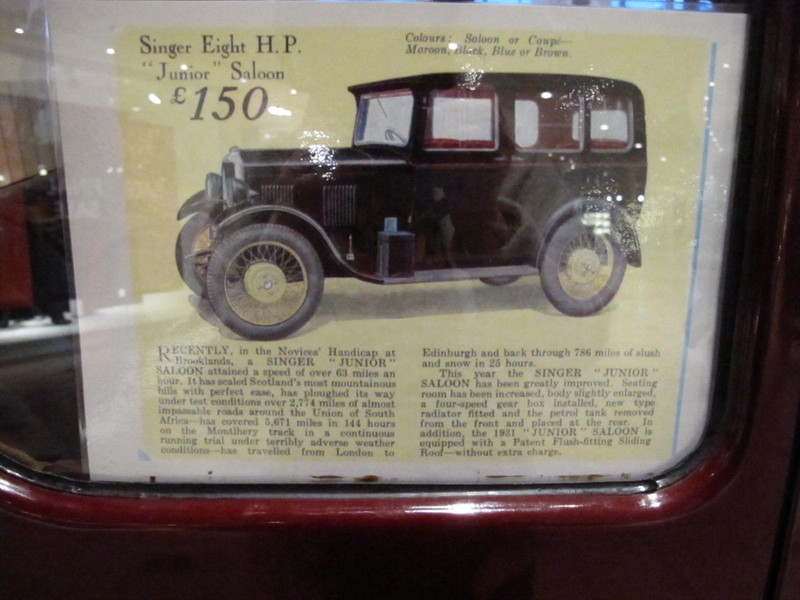 Singer Eight H.P.
"Junior" Saloon
£150
Colours: Saloon or Coupé—
Maroon, Black, Blue or Brown.
RECENTLY, in the Novices' Handicap at
Brooklands, a SINGER "JUNIOR"
SALOON attained a speed of over 63 miles an
hour. It has scaled Scotland's most mountainous
hills with perfect ease, has ploughed its way
under test conditions over 2,774 miles of almost
impassable roads around the Union of South
Africa—has covered 5,671 miles in 144 hours
on the Montlhery track in a continuous
running trial under terribly adverse weather
conditions—has travelled from London to
Edinburgh and back through 786 miles of slush
and snow in 25 hours.
This year the SINGER "JUNIOR"
SALOON has been greatly improved. Seating
room has been increased, body slightly enlarged,
a four-speed gear box installed, new type
radiator fitted and the petrol tank removed
from the front and placed at the rear. In
addition, the 1931 "JUNIOR" SALOON is
equipped with a Patent Flush-fitting Sliding
Roof—without extra charge.